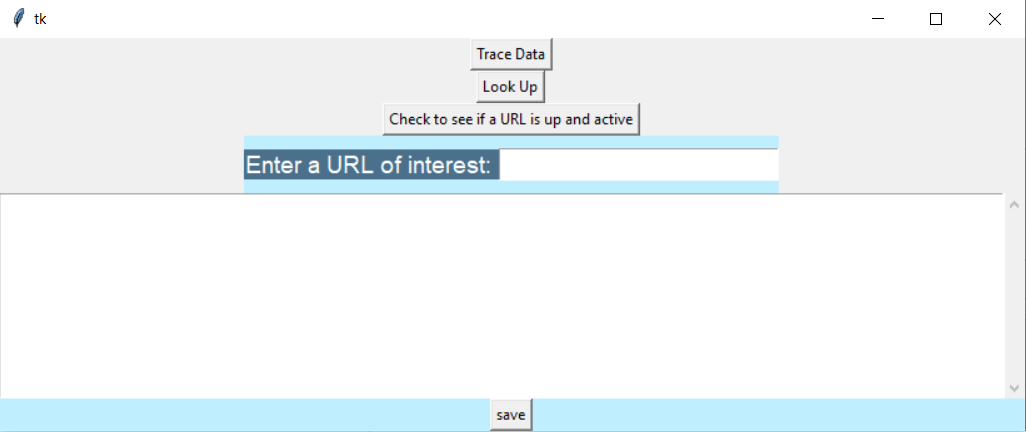 tk
Trace Data
Look Up
Check to see if a URL is up and active
Enter a URL of interest:
save